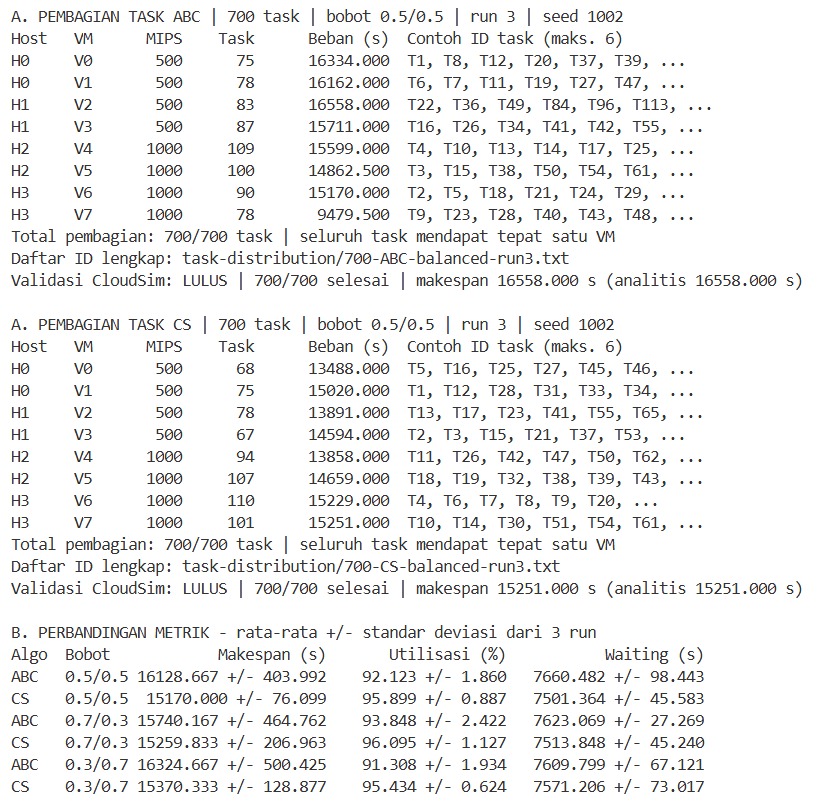 A. PEMBAGIAN TASK ABC | 700 task | bobot 0.5/0.5 | run 3 | seed 1002
Host VM MIPS Task Beban (s) Contoh ID task (maks. 6)
H0 V0 500 75 16334.000 T1, T8, T12, T20, T37, T39, ...
H0 V1 500 78 16162.000 T6, T7, T11, T19, T27, T47, ...
H1 V2 500 83 16558.000 T22, T36, T49, T84, T96, T113, ...
H1 V3 500 87 15711.000 T16, T26, T34, T41, T42, T55, ...
H2 V4 1000 109 15599.000 T4, T10, T13, T14, T17, T25, ...
H2 V5 1000 100 14862.500 T3, T15, T38, T50, T54, T61, ...
H3 V6 1000 90 15170.000 T2, T5, T18, T21, T24, T29, ...
H3 V7 1000 78 9479.500 T9, T23, T28, T40, T43, T48, ...
Total pembagian: 700/700 task | seluruh task mendapat tepat satu VM
Daftar ID lengkap: task-distribution/700-ABC-balanced-run3.txt
Validasi CloudSim: LULUS | 700/700 selesai | makespan 16558.000 s (analitis 16558.000 s)
A. PEMBAGIAN TASK CS | 700 task | bobot 0.5/0.5 | run 3 | seed 1002
Host VM MIPS Task Beban (s) Contoh ID task (maks. 6)
H0 V0 500 68 13488.000 T5, T16, T25, T27, T45, T46, ...
H0 V1 500 75 15020.000 T1, T12, T28, T31, T33, T34, ...
H1 V2 500 78 13891.000 T13, T17, T23, T41, T55, T65, ...
H1 V3 500 67 14594.000 T2, T3, T15, T21, T37, T53, ...
H2 V4 1000 94 13858.000 T11, T26, T42, T47, T50, T62, ...
H2 V5 1000 107 14659.000 T18, T19, T32, T38, T39, T43, ...
H3 V6 1000 110 15229.000 T4, T6, T7, T8, T9, T20, ...
H3 V7 1000 101 15251.000 T10, T14, T30, T51, T54, T61, ...
Total pembagian: 700/700 task | seluruh task mendapat tepat satu VM
Daftar ID lengkap: task-distribution/700-CS-balanced-run3.txt
Validasi CloudSim: LULUS | 700/700 selesai | makespan 15251.000 s (analitis 15251.000 s)
B. PERBANDINGAN METRIK - rata-rata +/- standar deviasi dari 3 run
Algo Bobot Makespan (s) Utilisasi (%) Waiting (s)
ABC 0.5/0.5 16128.667 +/- 403.992 92.123 +/- 1.860 7660.482 +/- 98.443
CS 0.5/0.5 15170.000 +/- 76.099 95.899 +/- 0.887 7501.364 +/- 45.583
ABC 0.7/0.3 15740.167 +/- 464.762 93.848 +/- 2.422 7623.069 +/- 27.269
CS 0.7/0.3 15259.833 +/- 206.963 96.095 +/- 1.127 7513.848 +/- 45.240
ABC 0.3/0.7 16324.667 +/- 500.425 91.308 +/- 1.934 7609.799 +/- 67.121
CS 0.3/0.7 15370.333 +/- 128.877 95.434 +/- 0.624 7571.206 +/- 73.017